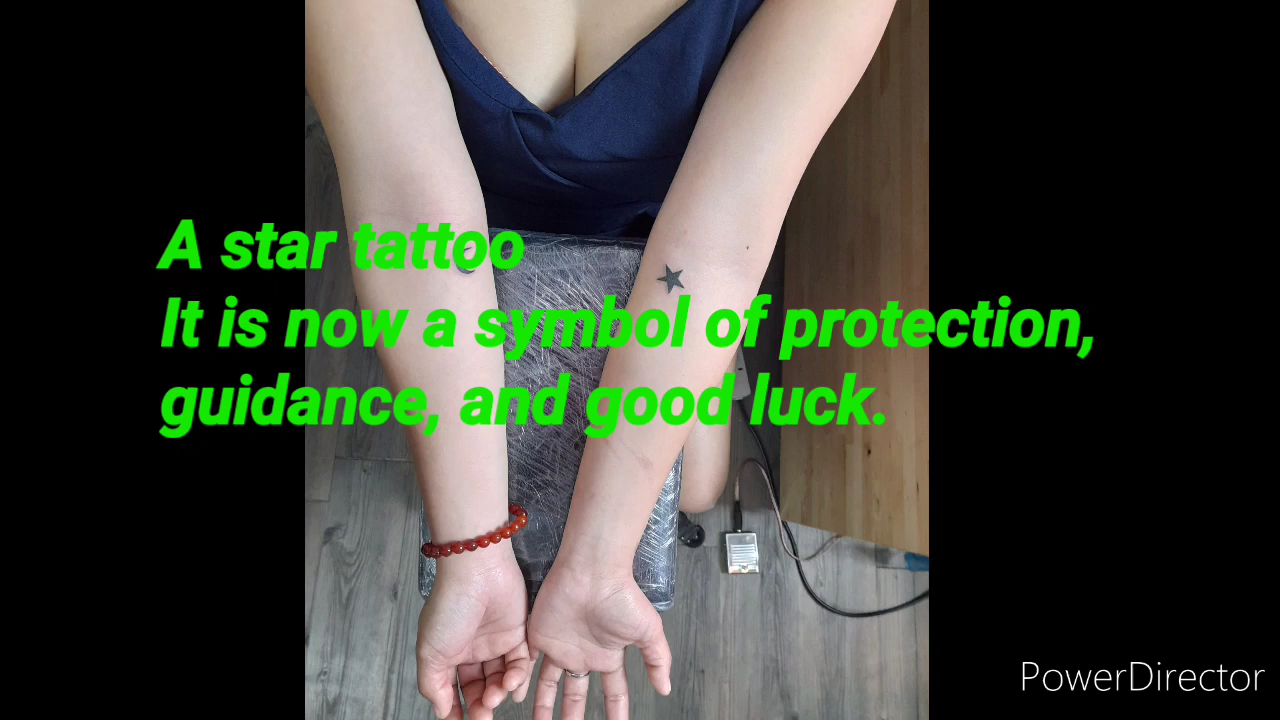 A star tattoo
It is now a symbol of protection,
guidance, and good luck.
PowerDirector